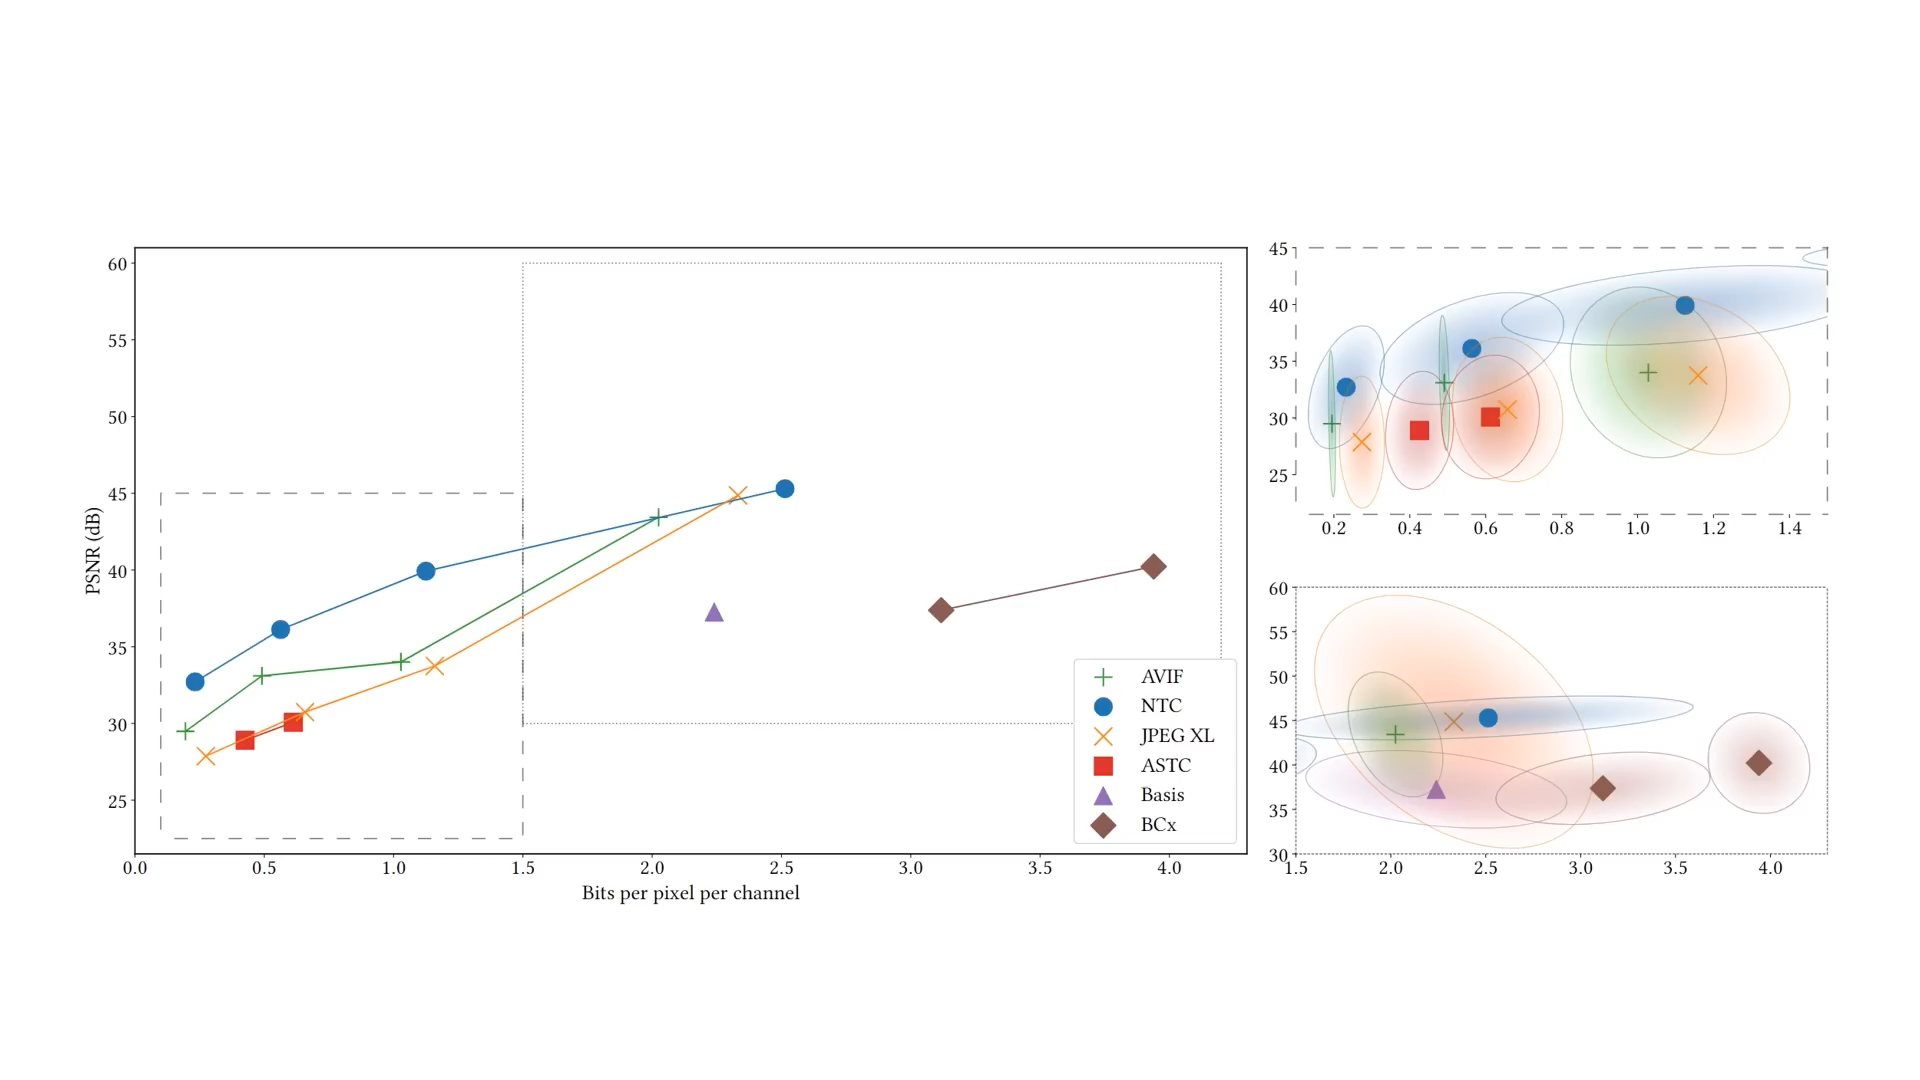 60
55
50
45
40
35
30
25
PSNR (dB)
0.0 0.5 1.0 1.5 2.0 2.5 3.0 3.5 4.0
Bits per pixel per channel
AVIF
NTC
JPEG XL
ASTC
Basis
BCx
45
40
35
30
25
0.2 0.4 0.6 0.8 1.0 1.2 1.4
60
55
50
45
40
35
30
1.5 2.0 2.5 3.0 3.5 4.0